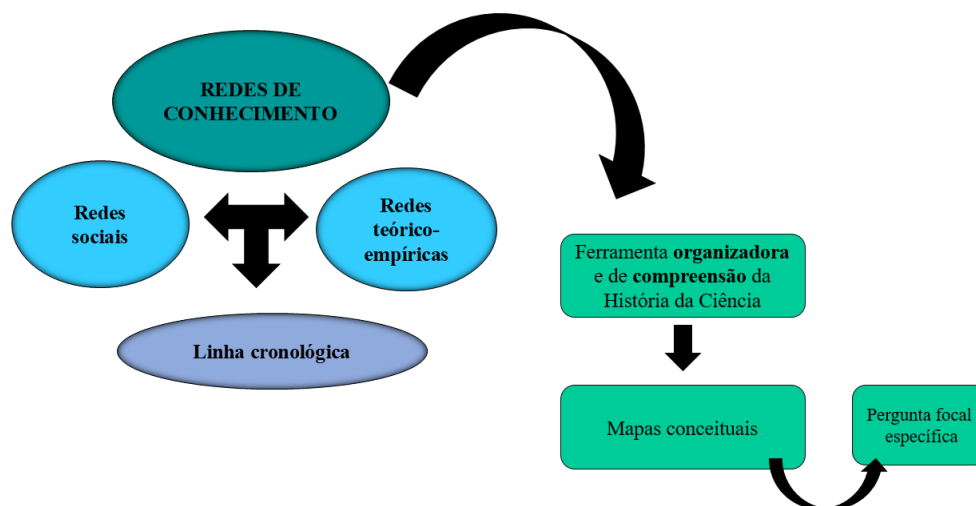 REDES DE
CONHECIMENTO
Redes
sociais
Redes
teórico-
empíricas
Linha cronológica
Ferramenta organizadora
e de compreensão da
História da Ciência
Mapas conceituais
Pergunta focal
específica